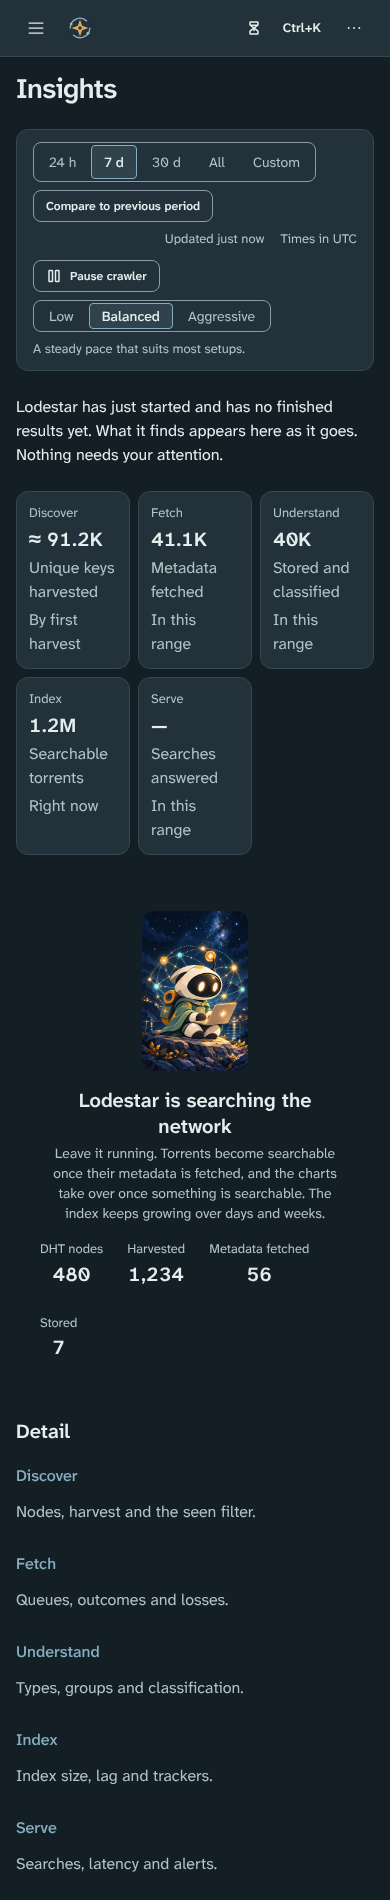 Ctrl+K
Insights
24 h
7 d
30 d
All
Custom
Compare to previous period
Updated just now
Times in UTC
Pause crawler
Low
Balanced
Aggressive
A steady pace that suits most setups.
Lodestar has just started and has no finished
results yet. What it finds appears here as it goes.
Nothing needs your attention.
Discover
≈ 91.2K
Unique keys
harvested
By first
harvest
Fetch
41.1K
Metadata
fetched
In this
range
Understand
40K
Stored and
classified
In this
range
Index
1.2M
Searchable
torrents
Right now
Serve
—
Searches
answered
In this
range
Lodestar is searching the
network
Leave it running. Torrents become searchable
once their metadata is fetched, and the charts
take over once something is searchable. The
index keeps growing over days and weeks.
DHT nodes
480
Harvested
1,234
Metadata fetched
56
Stored
7
Detail
Discover
Nodes, harvest and the seen filter.
Fetch
Queues, outcomes and losses.
Understand
Types, groups and classification.
Index
Index size, lag and trackers.
Serve
Searches, latency and alerts.